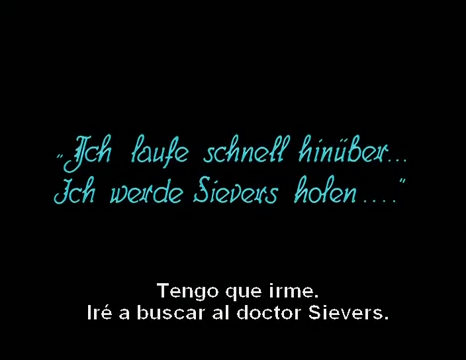 „Ich laufe schnell hinüber...
Ich werde Sievers holen....“
Tengo que irme.
Iré a buscar al doctor Sievers.